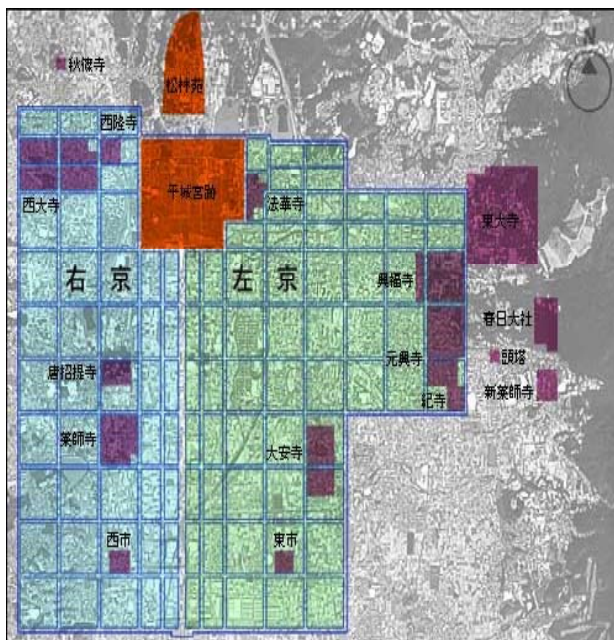 N
秋篠寺
松林苑
西隆寺
平城宮跡
西大寺
法華寺
東大寺
右京
左京
興福寺
春日大社
元興寺
頭塔
唐招提寺
新薬師寺
紀寺
薬師寺
大安寺
西市
東市